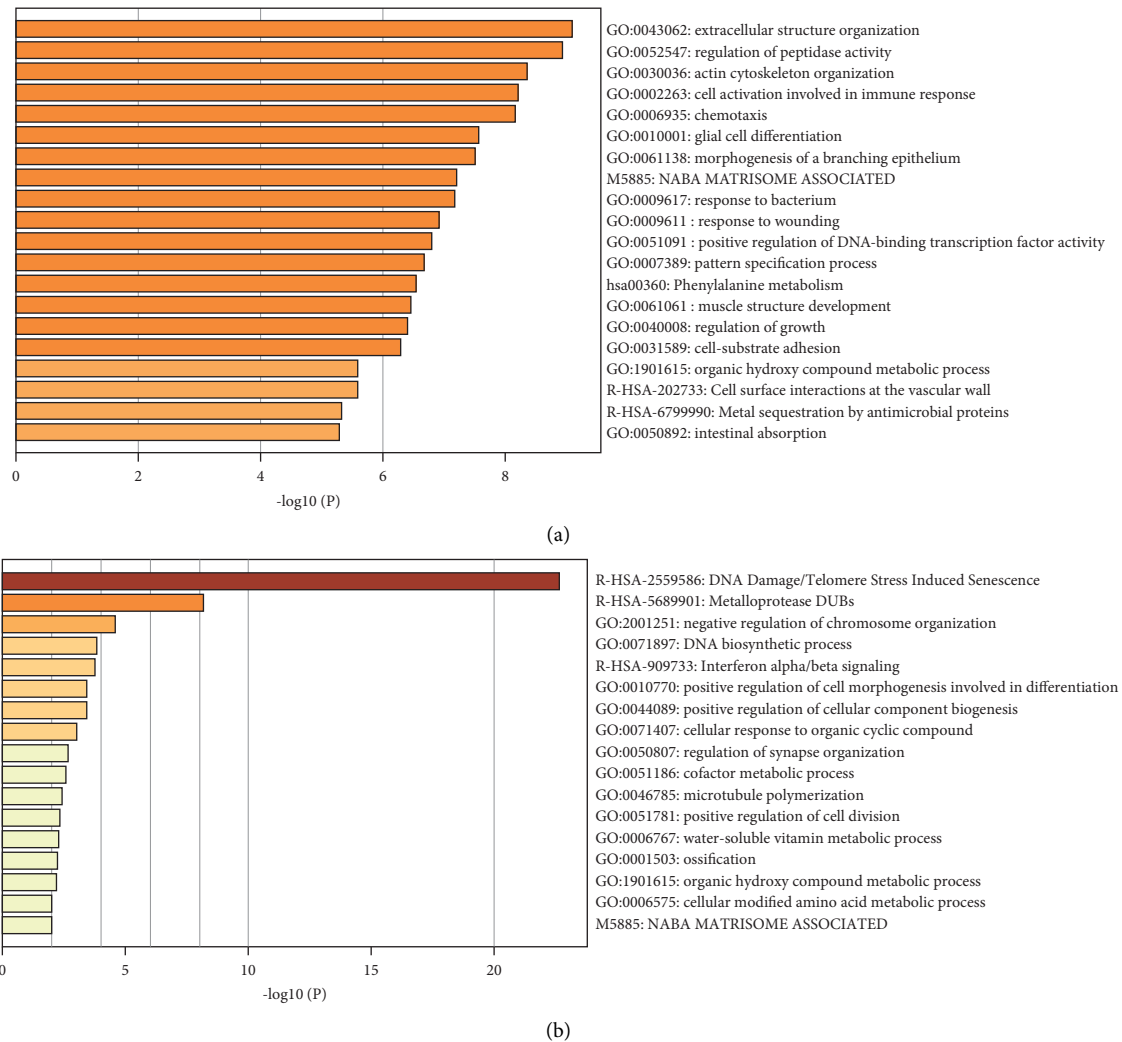 GO:0043062: extracellular structure organization
GO:0052547: regulation of peptidase activity
GO:0030036: actin cytoskeleton organization
GO:0002263: cell activation involved in immune response
GO:0006935: chemotaxis
GO:0010001: glial cell differentiation
GO:0061138: morphogenesis of a branching epithelium
M5885: NABA MATRISOME ASSOCIATED
GO:0009617: response to bacterium
GO:0009611 : response to wounding
GO:0051091 : positive regulation of DNA-binding transcription factor activity
GO:0007389: pattern specification process
hsa00360: Phenylalanine metabolism
GO:0061061 : muscle structure development
GO:0040008: regulation of growth
GO:0031589: cell-substrate adhesion
GO:1901615: organic hydroxy compound metabolic process
R-HSA-202733: Cell surface interactions at the vascular wall
R-HSA-6799990: Metal sequestration by antimicrobial proteins
GO:0050892: intestinal absorption
0 2 4 6 8
-log10 (P)
(a)
R-HSA-2559586: DNA Damage/Telomere Stress Induced Senescence
R-HSA-5689901: Metalloprotease DUBs
GO:2001251: negative regulation of chromosome organization
GO:0071897: DNA biosynthetic process
R-HSA-909733: Interferon alpha/beta signaling
GO:0010770: positive regulation of cell morphogenesis involved in differentiation
GO:0044089: positive regulation of cellular component biogenesis
GO:0071407: cellular response to organic cyclic compound
GO:0050807: regulation of synapse organization
GO:0051186: cofactor metabolic process
GO:0046785: microtubule polymerization
GO:0051781: positive regulation of cell division
GO:0006767: water-soluble vitamin metabolic process
GO:0001503: ossification
GO:1901615: organic hydroxy compound metabolic process
GO:0006575: cellular modified amino acid metabolic process
M5885: NABA MATRISOME ASSOCIATED
0 5 10 15 20
-log10 (P)
(b)